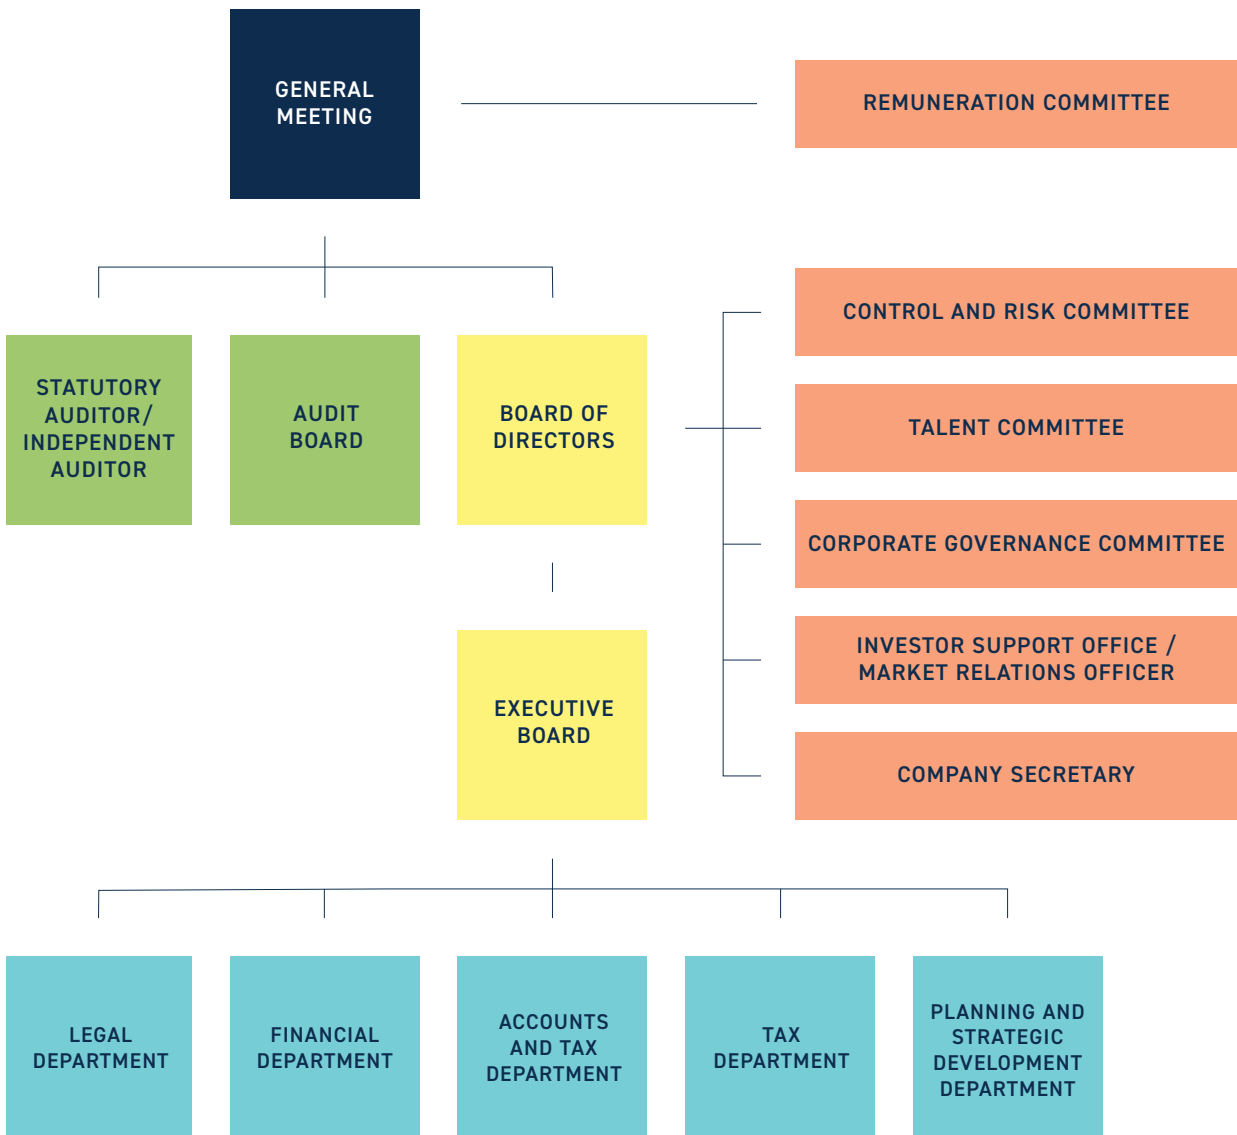 GENERAL
MEETING
REMUNERATION COMMITTEE
STATUTORY
AUDITOR/
INDEPENDENT
AUDITOR
AUDIT
BOARD
BOARD OF
DIRECTORS
CONTROL AND RISK COMMITTEE
TALENT COMMITTEE
CORPORATE GOVERNANCE COMMITTEE
INVESTOR SUPPORT OFFICE /
MARKET RELATIONS OFFICER
COMPANY SECRETARY
EXECUTIVE
BOARD
LEGAL
DEPARTMENT
FINANCIAL
DEPARTMENT
ACCOUNTS
AND TAX
DEPARTMENT
TAX
DEPARTMENT
PLANNING AND
STRATEGIC
DEVELOPMENT
DEPARTMENT